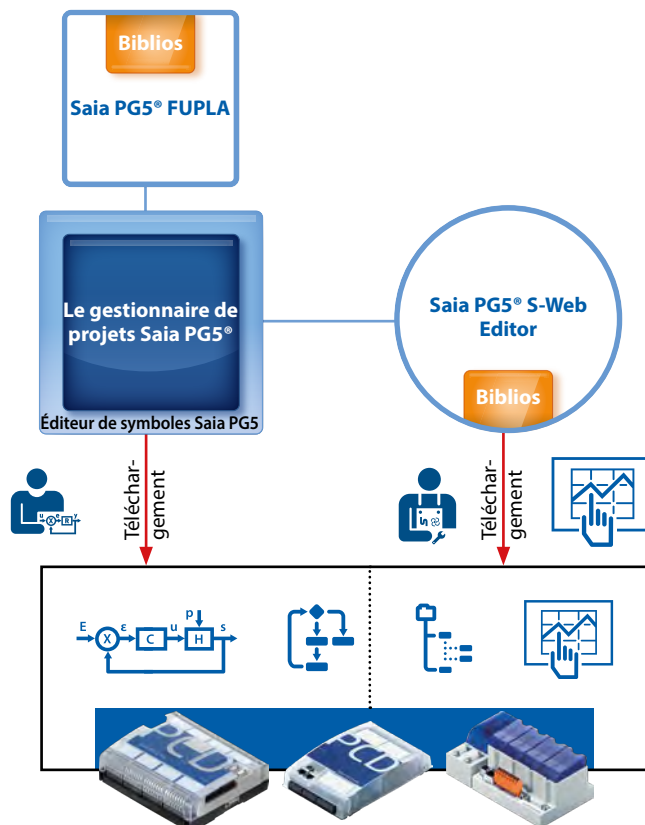 Biblios
Saia PG5® FUPLA
Le gestionnaire de
projets Saia PG5®
Éditeur de symboles Saia PG5
Saia PG5® S-Web
Editor
Biblios
Téléchar-
gement
Téléchar-
gement
u X e R y
E X ε C u H s
p
PCD
PCD